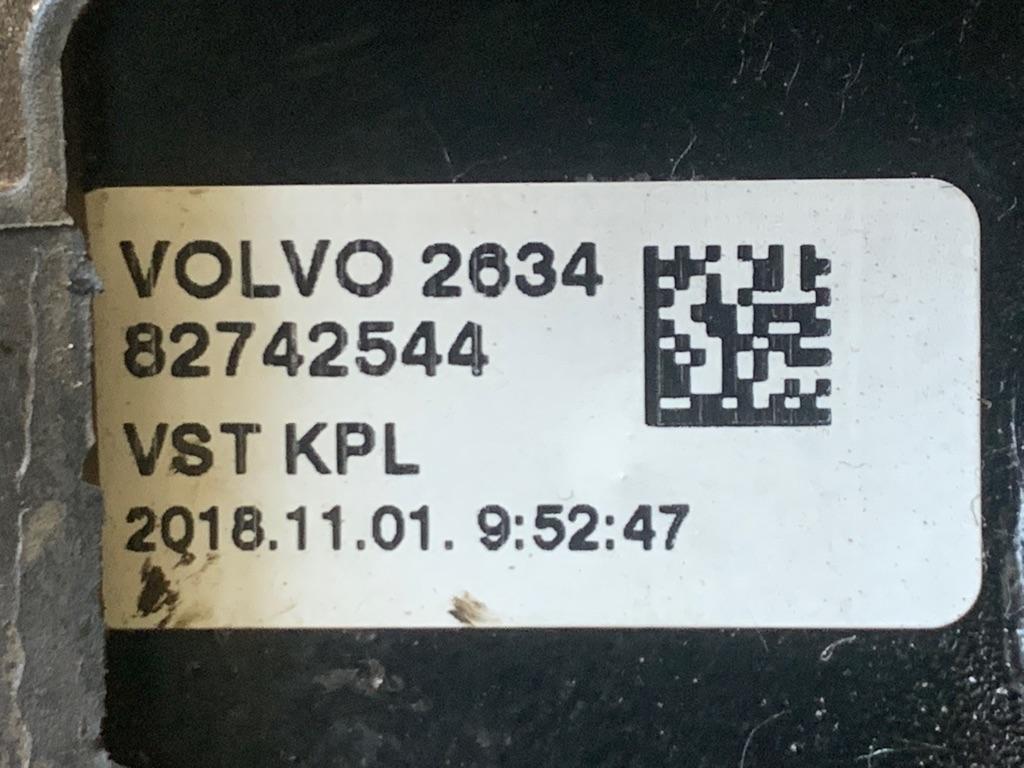 VOLVO 2634
82742544
VST KPL
2018.11.01. 9:52:47